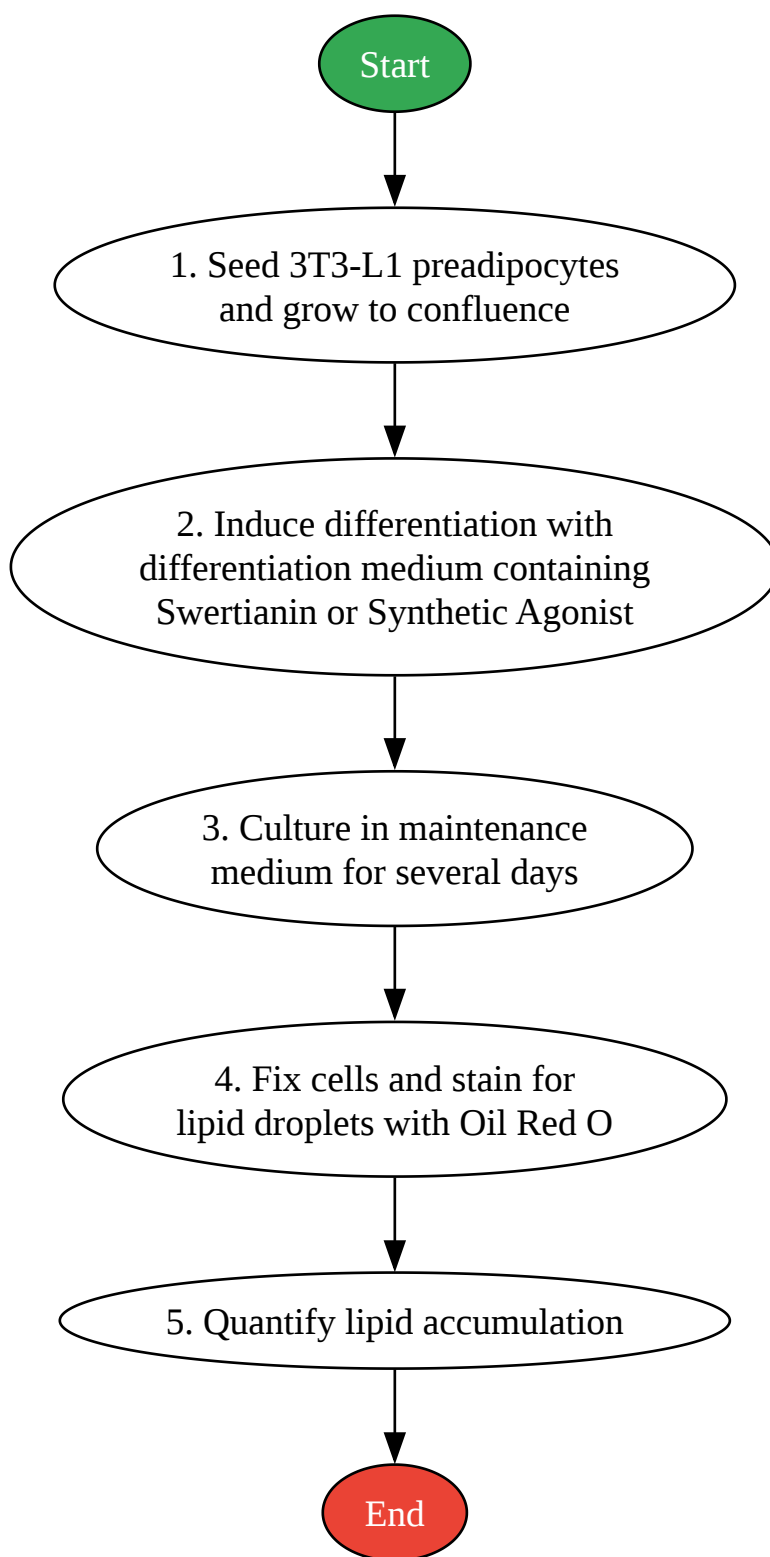 Start
1. Seed 3T3-L1 preadipocytes
and grow to confluence
2. Induce differentiation with
differentiation medium containing
Swertianin or Synthetic Agonist
3. Culture in maintenance
medium for several days
4. Fix cells and stain for
lipid droplets with Oil Red O
5. Quantify lipid accumulation
End